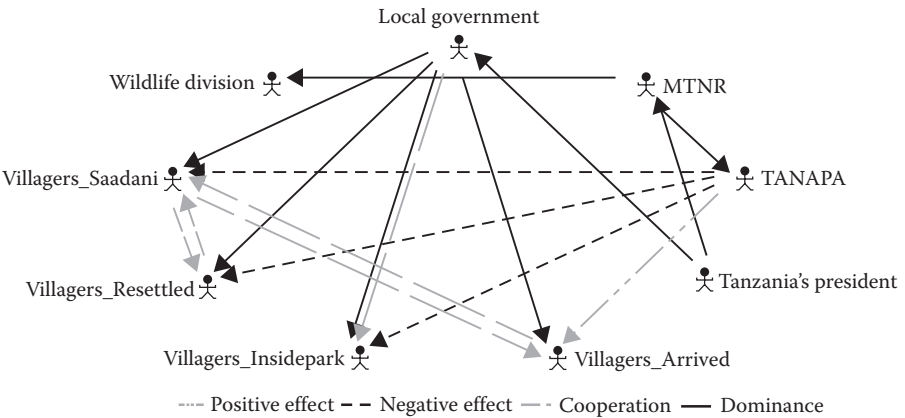 Local government
Wildlife division
MTNR
Villagers_Saadani
TANAPA
Villagers_Resettled
Tanzania's president
Villagers_Insidepark
Villagers_Arrived
Positive effect
Negative effect
Cooperation
Dominance